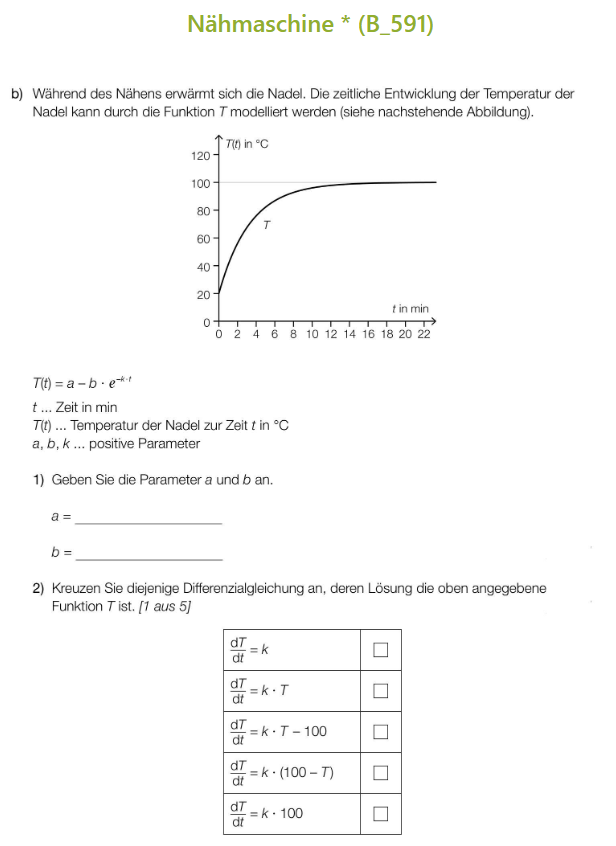 Nähmaschine * (B_591)
b) Während des Nähens erwärmt sich die Nadel. Die zeitliche Entwicklung der Temperatur der
Nadel kann durch die Funktion T modelliert werden (siehe nachstehende Abbildung).
T(t) in °C
120
100
80
60
40
20
0
T
t in min
0 2 4 6 8 10 12 14 16 18 20 22
T(t) = a – b · e^(–k·t)
t ... Zeit in min
T(t) ... Temperatur der Nadel zur Zeit t in °C
a, b, k ... positive Parameter
1) Geben Sie die Parameter a und b an.
a =
b =
2) Kreuzen Sie diejenige Differenzialgleichung an, deren Lösung die oben angegebene
Funktion T ist. [1 aus 5]
dT/dt = k
dT/dt = k · T
dT/dt = k · T – 100
dT/dt = k · (100 – T)
dT/dt = k · 100